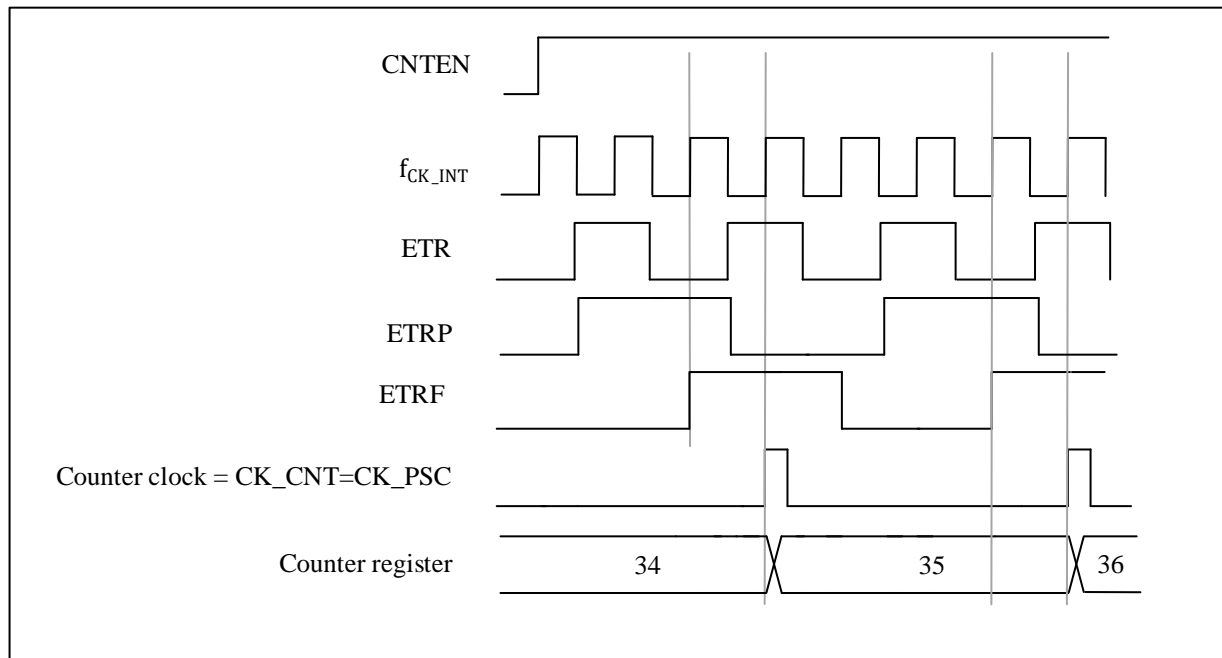 CNTEN
fCK_INT
ETR
ETRP
ETRF
Counter clock = CK_CNT=CK_PSC
Counter register
34
35
36